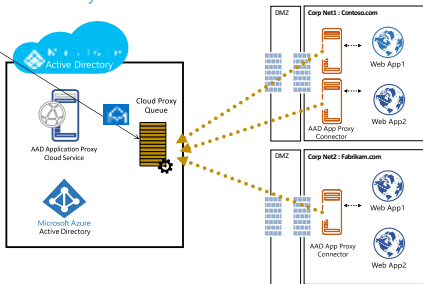 Active Directory
Cloud Proxy
Queue
AAD Application Proxy
Cloud Service
Microsoft Azure
Active Directory
DMZ
Corp Net1 : Contoso.com
Web App1
Web App2
AAD App Proxy
Connector
DMZ
Corp Net2 : Fabrikam.com
Web App1
AAD App Proxy
Connector
Web App2